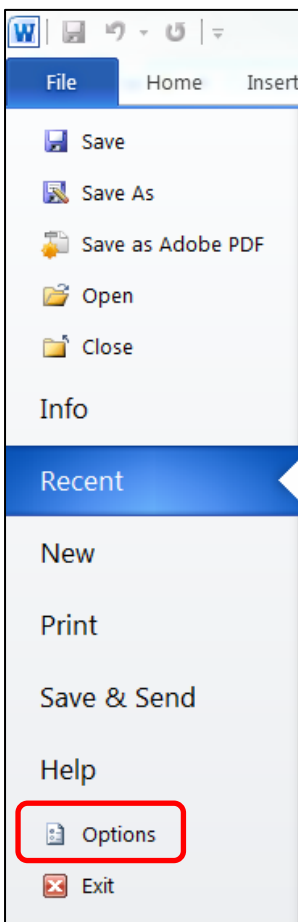 W
File Home Insert
Save
Save As
Save as Adobe PDF
Open
Close
Info
Recent
New
Print
Save & Send
Help
Options
Exit